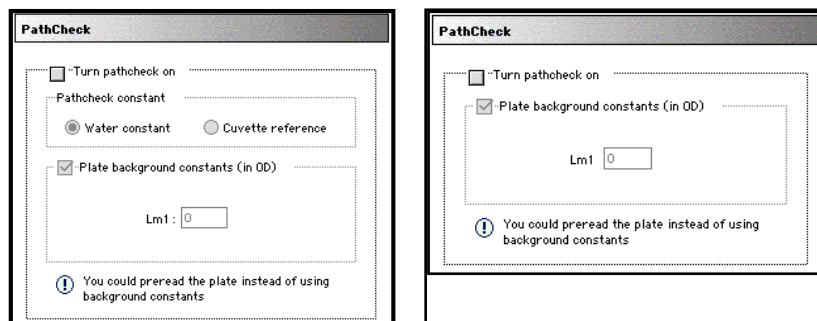 PathCheck
Turn pathcheck on
Pathcheck constant
Water constant
Cuvette reference
Plate background constants (in OD)
Lm1 : 0
You could preread the plate instead of using
background constants
PathCheck
Turn pathcheck on
Plate background constants (in OD)
Lm1 0
You could preread the plate instead of using
background constants